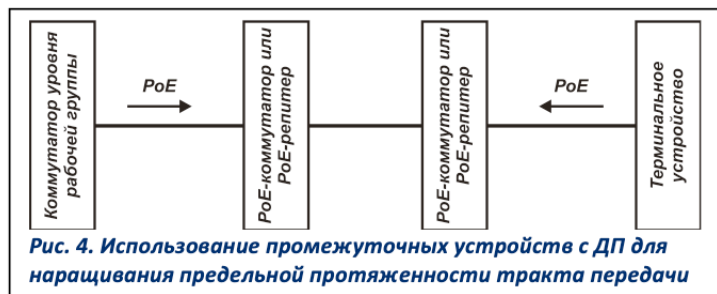 Коммутатор уровня
рабочей группы
PoE
PoE-коммутатор или
PoE-репитер
PoE-коммутатор или
PoE-репитер
PoE
Терминальное
устройство
Рис. 4. Использование промежуточных устройств с ДП для
наращивания предельной протяженности тракта передачи